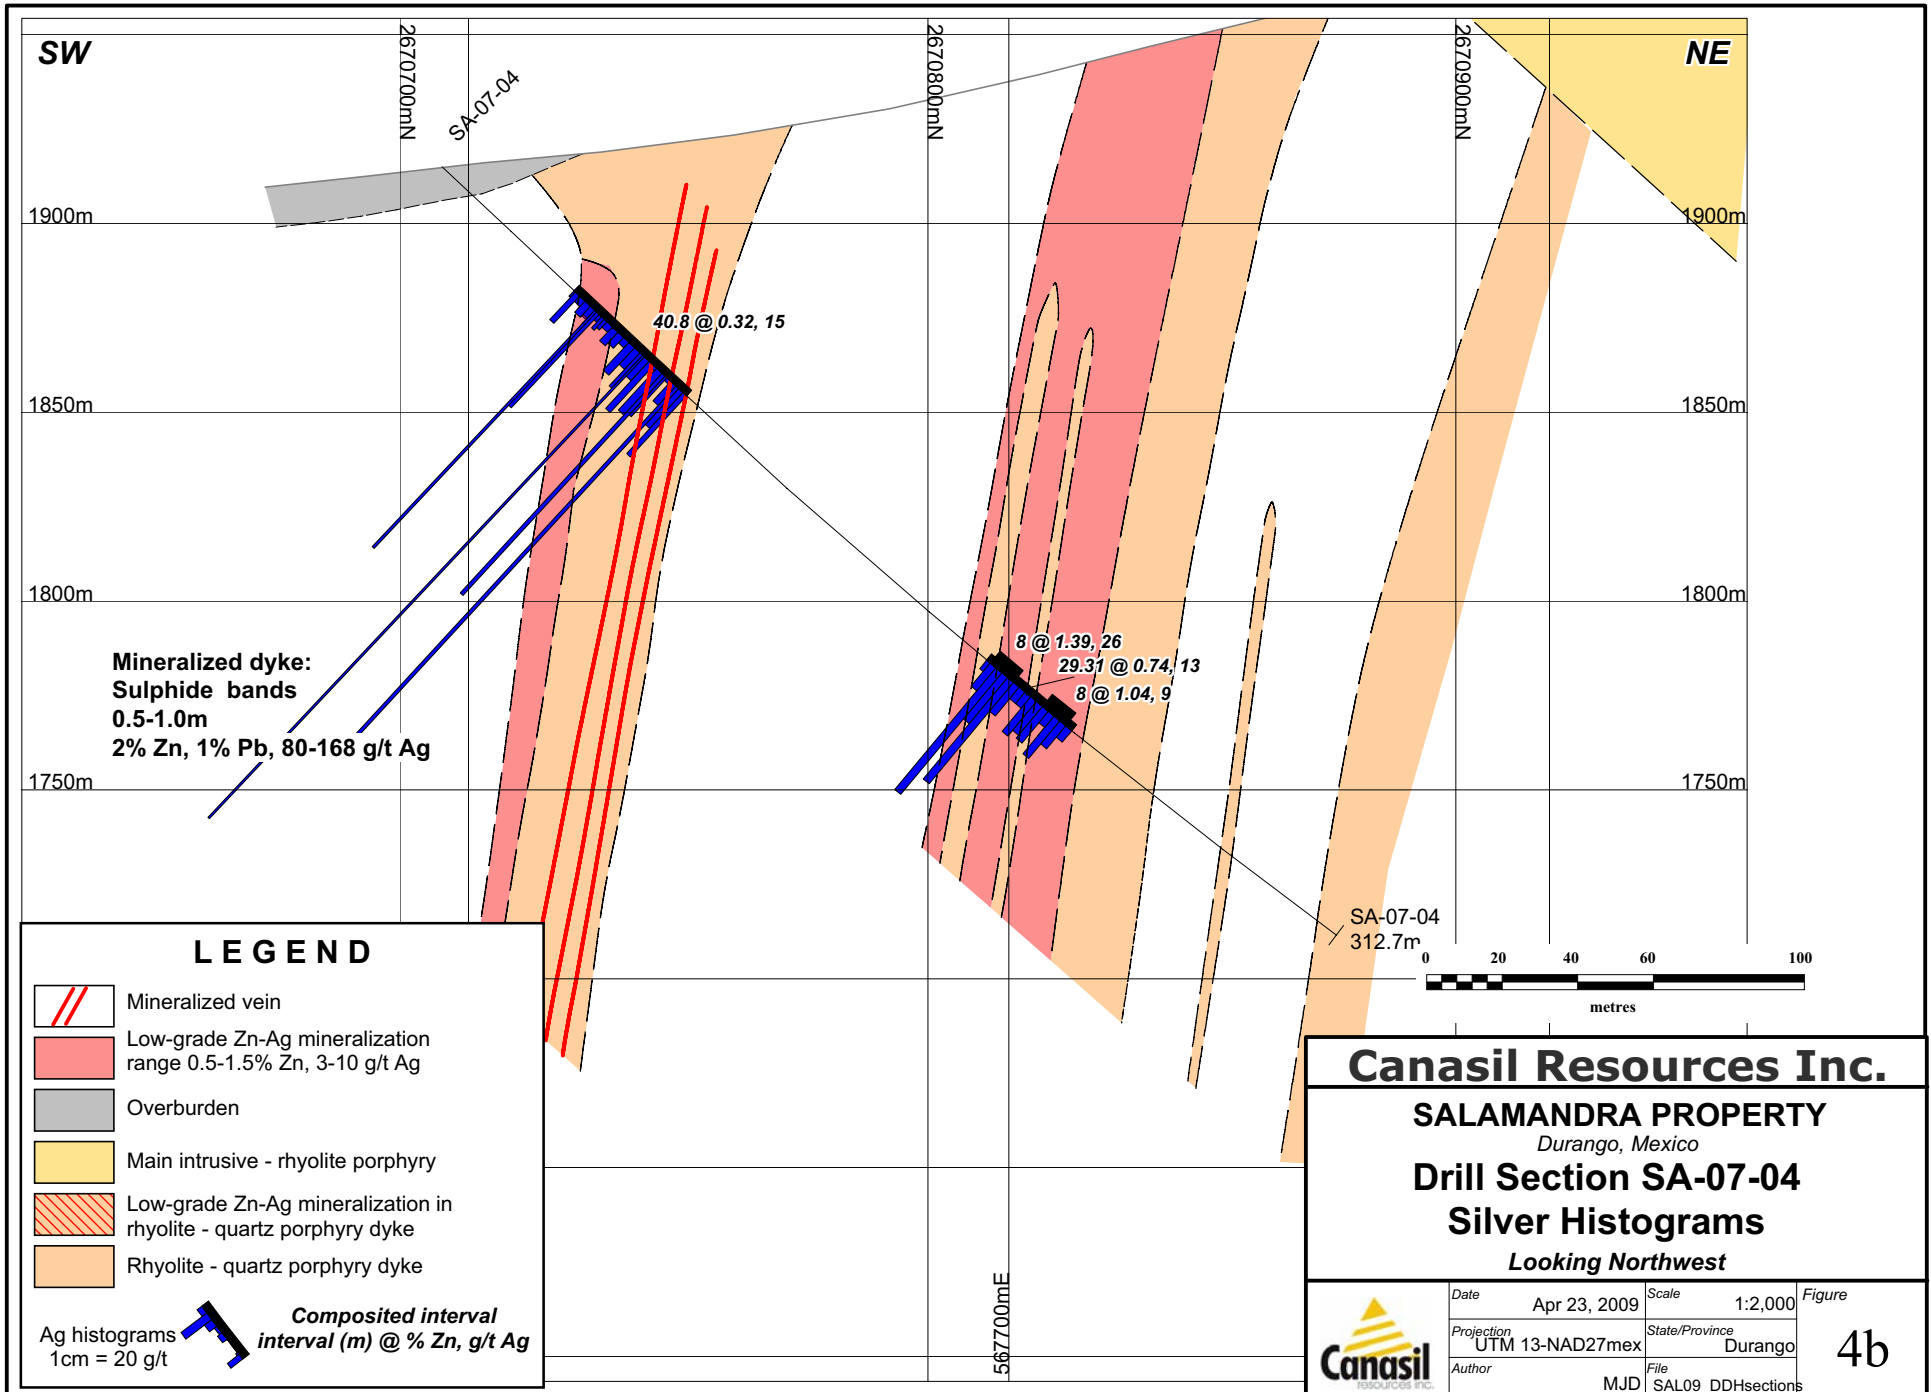 SW
NE
2670700mN
2670800mN
2670900mN
SA-07-04
1900m
1900m
40.8 @ 0.32, 15
1850m
1850m
1800m
1800m
8 @ 1.39, 26
29.31 @ 0.74, 13
8 @ 1.04, 9
Mineralized dyke:
Sulphide bands
0.5-1.0m
2% Zn, 1% Pb, 80-168 g/t Ag
1750m
1750m
SA-07-04
312.7m
0 20 40 60 100
metres
567700mE
LEGEND
Mineralized vein
Low-grade Zn-Ag mineralization
range 0.5-1.5% Zn, 3-10 g/t Ag
Overburden
Main intrusive - rhyolite porphyry
Low-grade Zn-Ag mineralization in
rhyolite - quartz porphyry dyke
Rhyolite - quartz porphyry dyke
Ag histograms
1cm = 20 g/t
Composited interval
interval (m) @ % Zn, g/t Ag
Canasil Resources Inc.
SALAMANDRA PROPERTY
Durango, Mexico
Drill Section SA-07-04
Silver Histograms
Looking Northwest
Canasil
resources inc.
Date Apr 23, 2009
Scale 1:2,000
Projection UTM 13-NAD27mex
State/Province Durango
Author MJD
File SAL09_DDHsections
Figure
4b